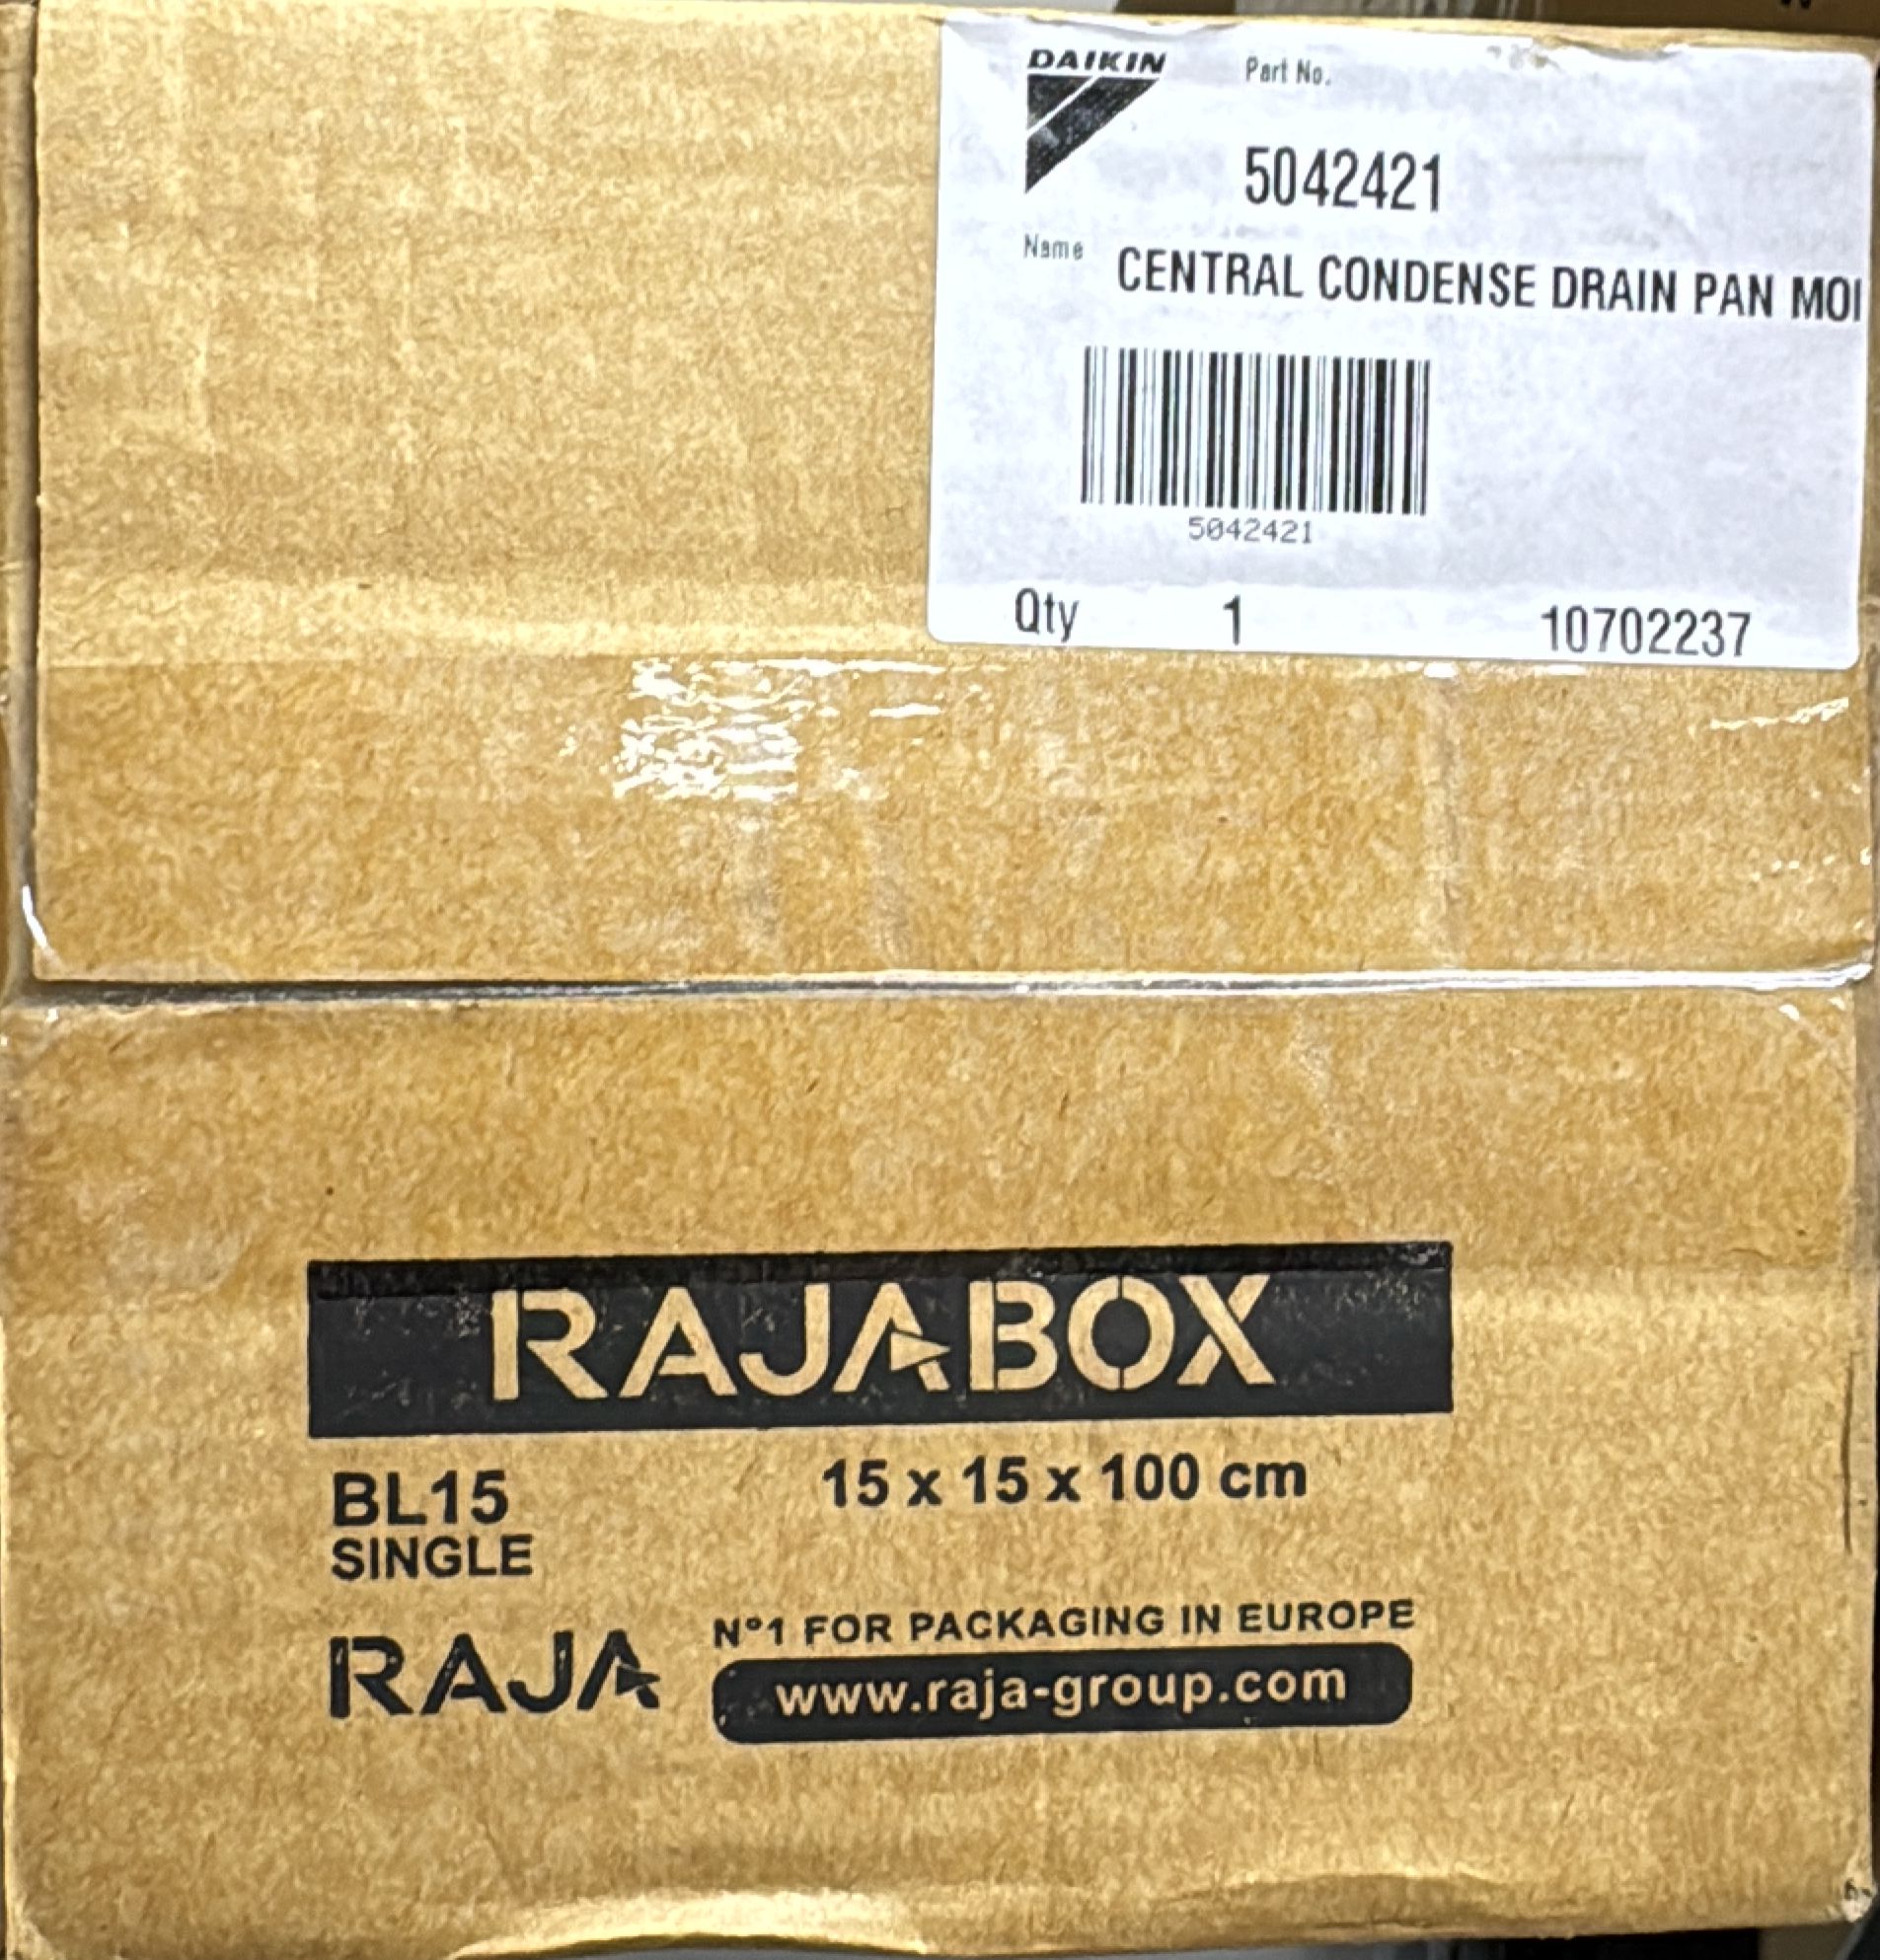 DAIKIN
Part No.
5042421
Name
CENTRAL CONDENSE DRAIN PAN MOI
5042421
Qty 1 10702237
RAJABOX
BL15
15 x 15 x 100 cm
SINGLE
RAJA
N°1 FOR PACKAGING IN EUROPE
www.raja-group.com